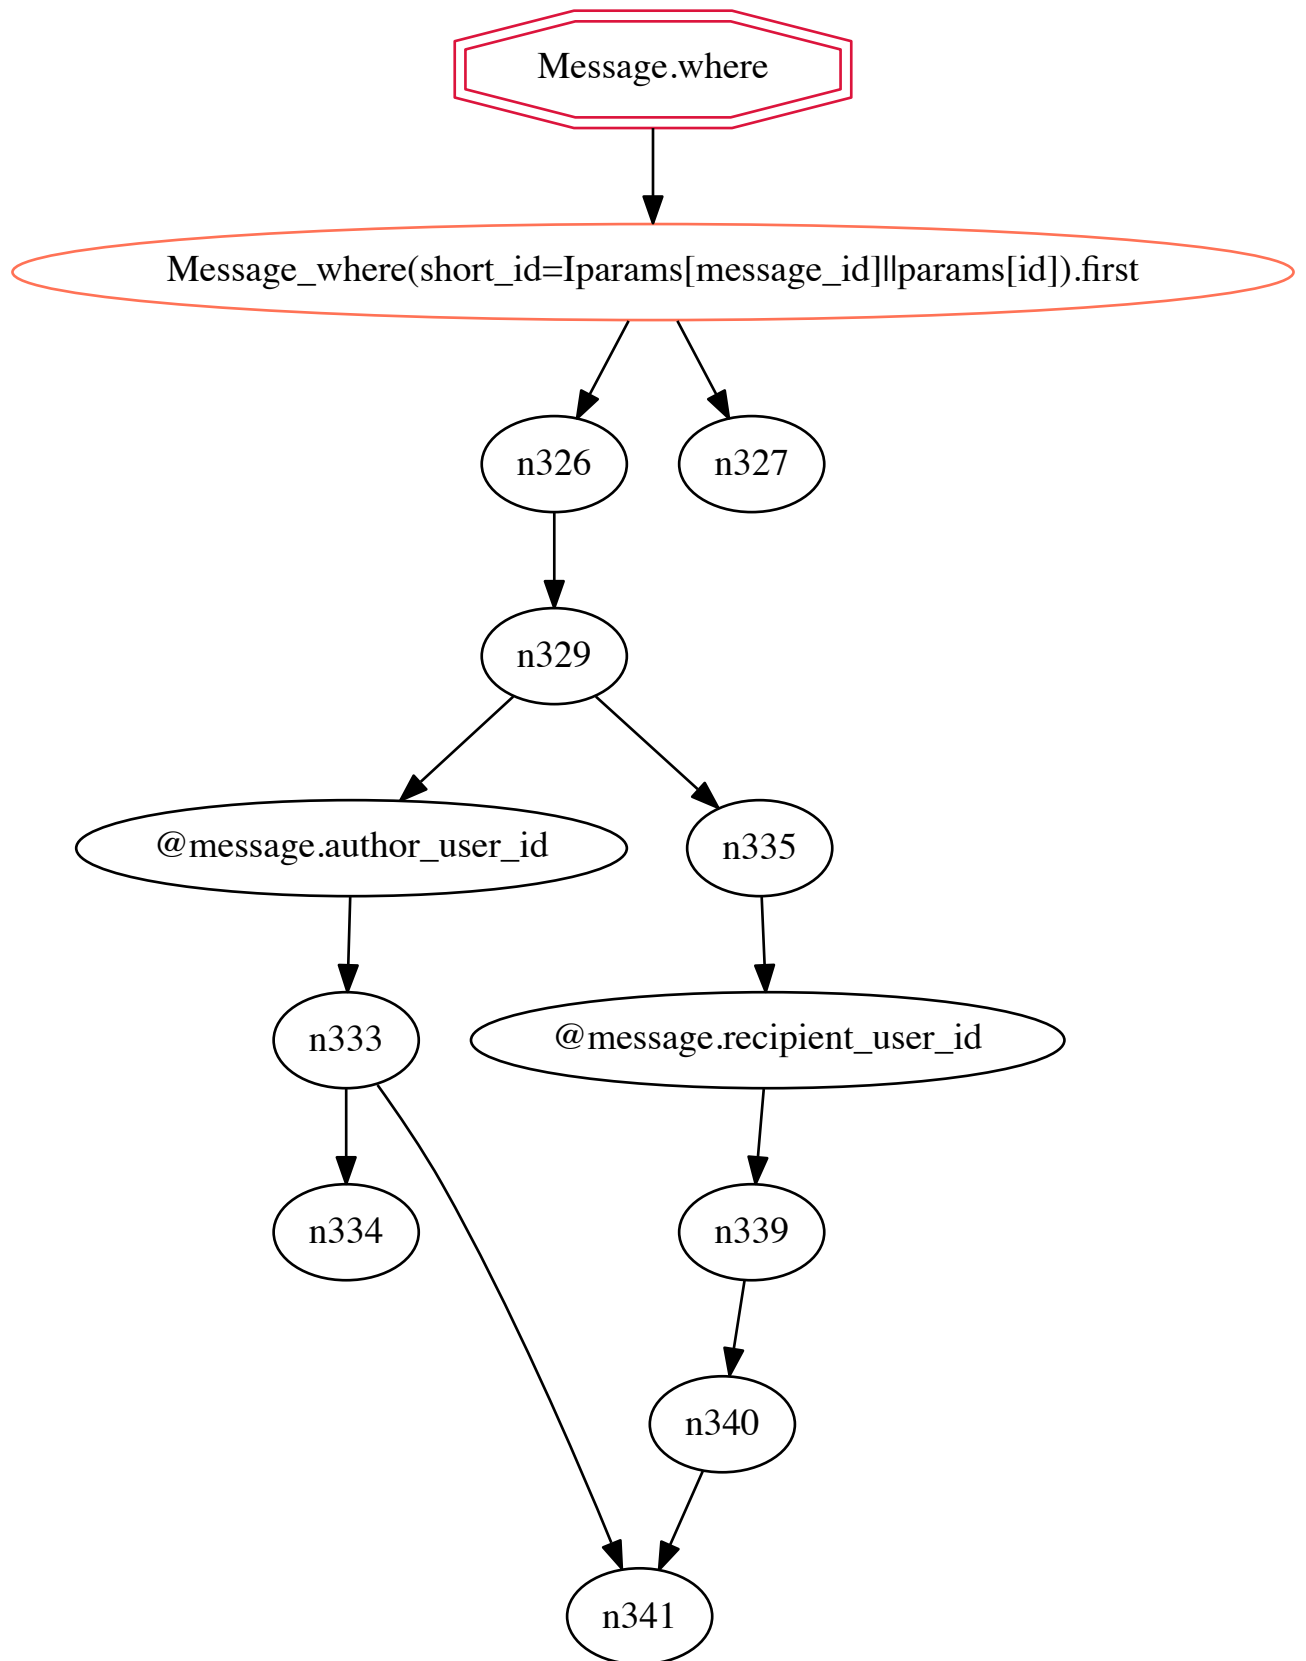 Message.where
Message_where(short_id=Iparams[message_id]||params[id]).first
n326
n327
n329
@message.author_user_id
n335
n333
@message.recipient_user_id
n334
n339
n340
n341